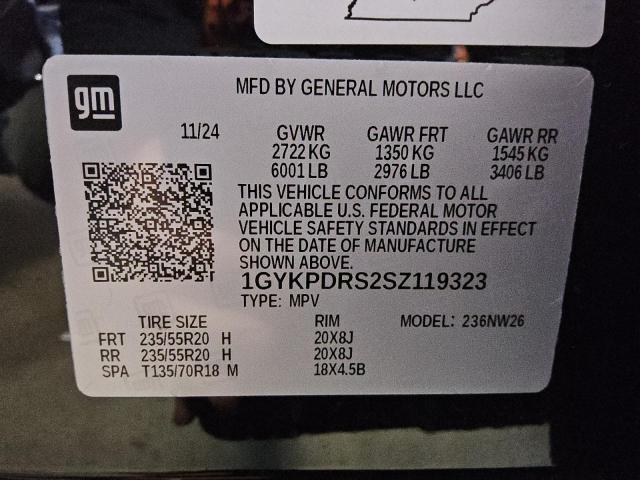 gm
MFD BY GENERAL MOTORS LLC
11/24 GVWR GAWR FRT GAWR RR
2722 KG 1350 KG 1545 KG
6001 LB 2976 LB 3406 LB
THIS VEHICLE CONFORMS TO ALL
APPLICABLE U.S. FEDERAL MOTOR
VEHICLE SAFETY STANDARDS IN EFFECT
ON THE DATE OF MANUFACTURE
SHOWN ABOVE.
1GYKPDRS2SZ119323
TYPE: MPV
TIRE SIZE RIM MODEL: 236NW26
FRT 235/55R20 H 20X8J
RR 235/55R20 H 20X8J
SPA T135/70R18 M 18X4.5B